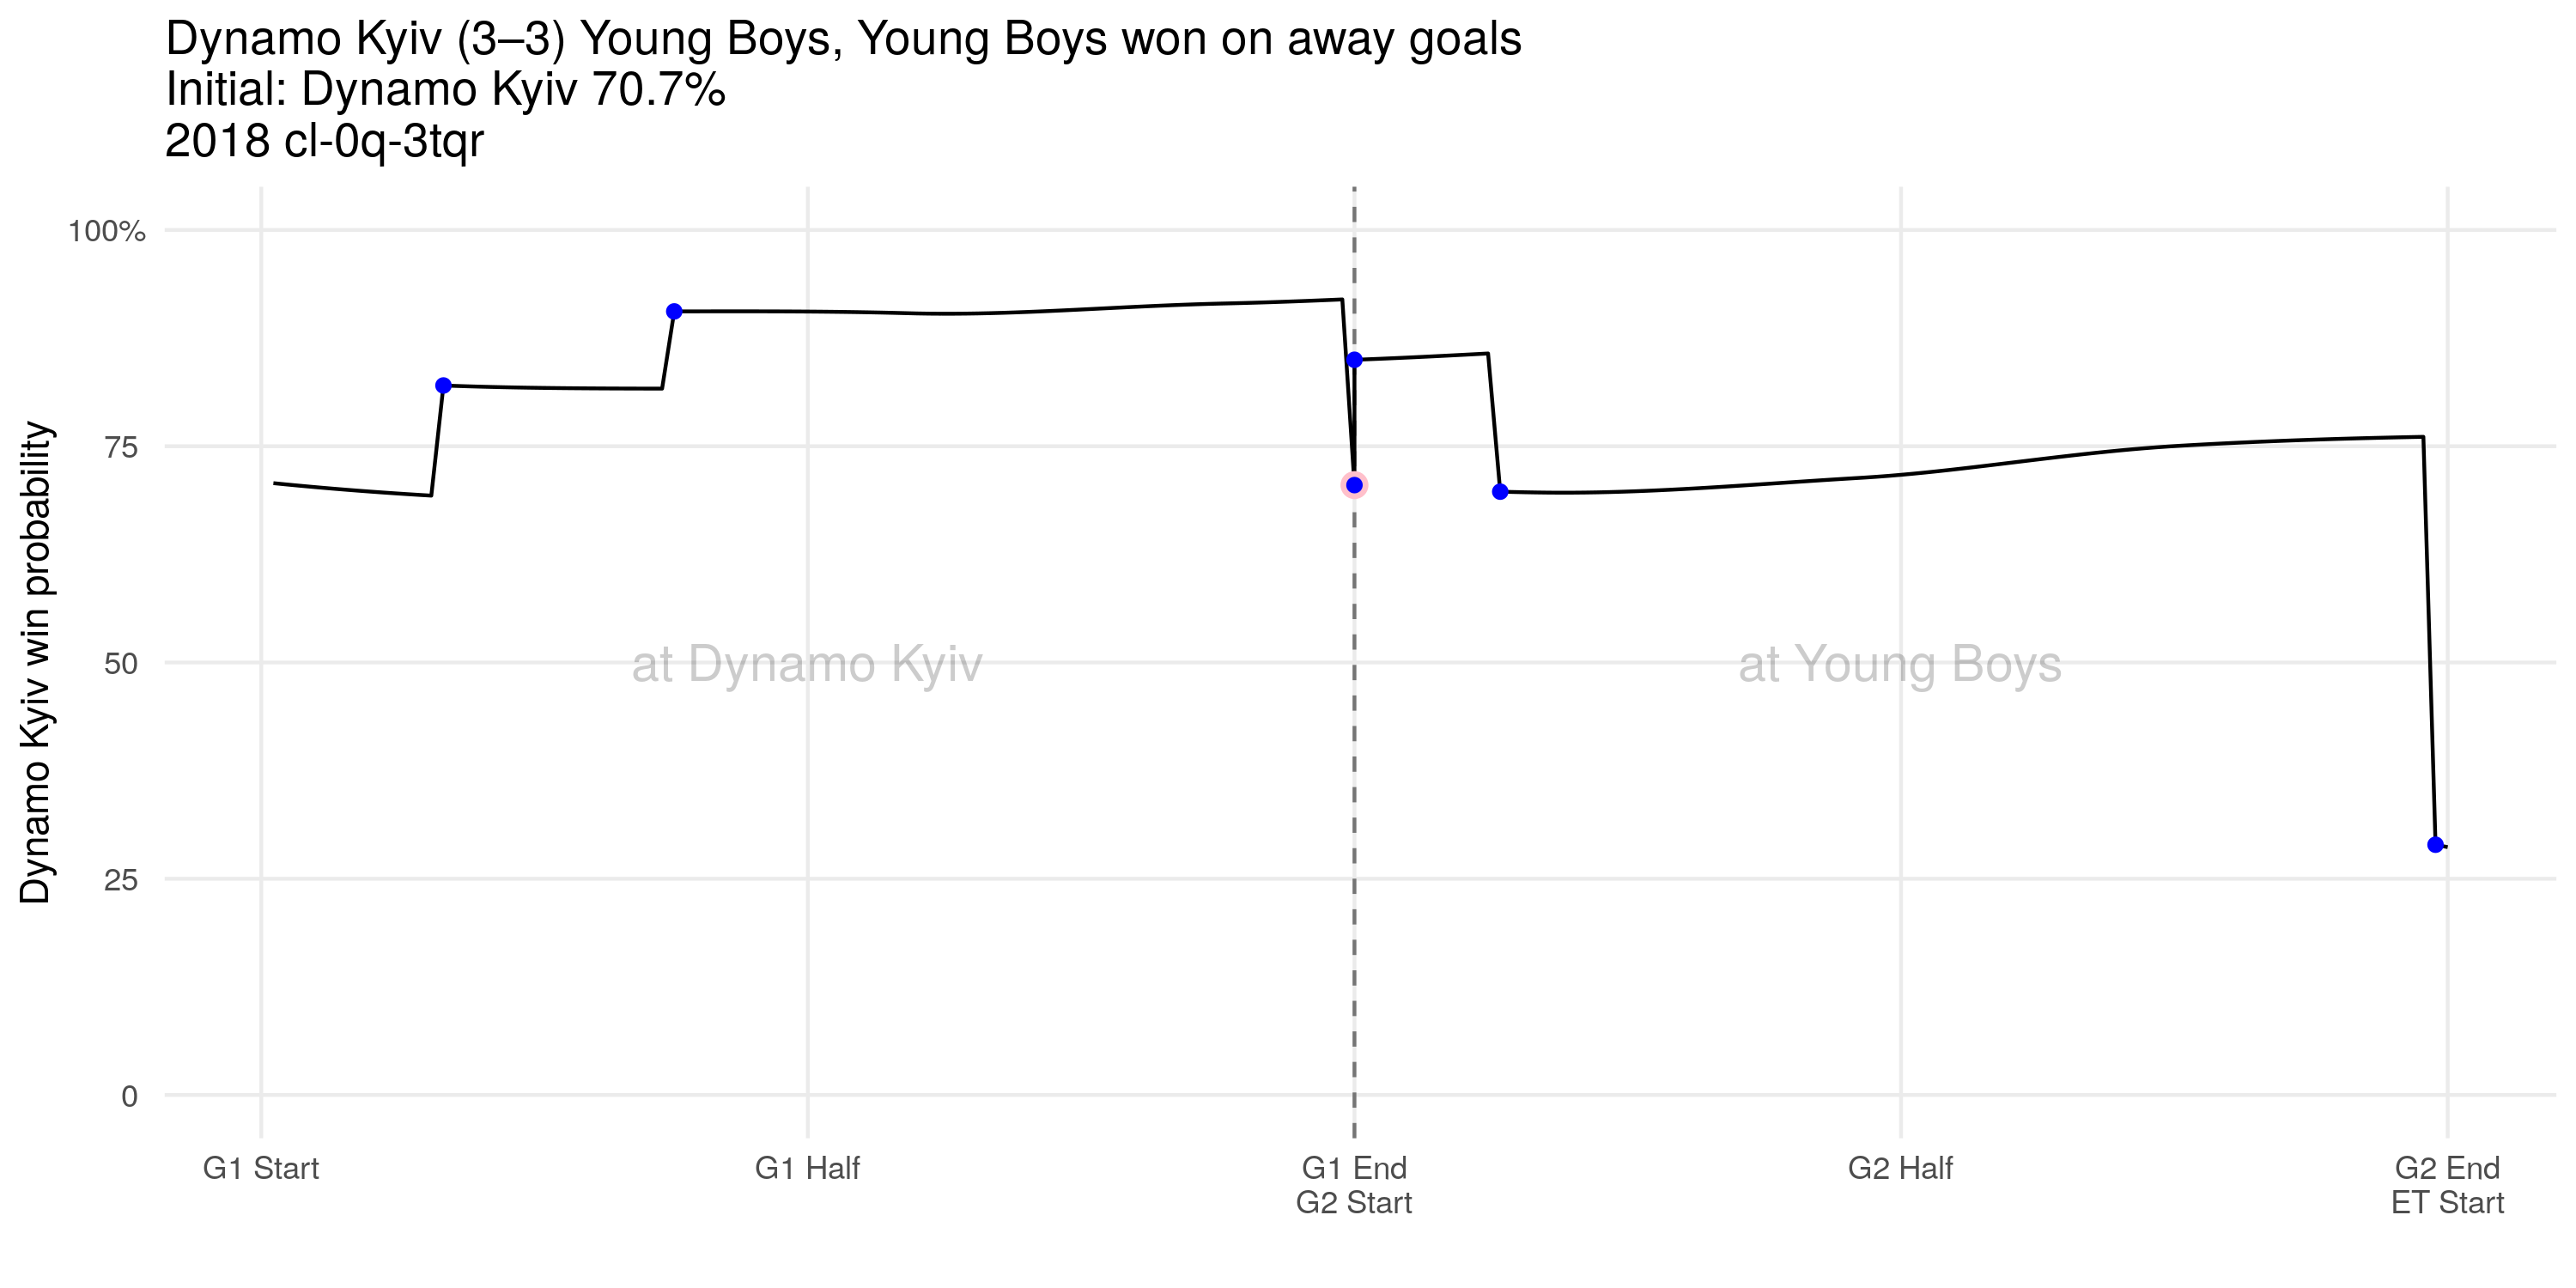 Dynamo Kyiv (3–3) Young Boys, Young Boys won on away goals
Initial: Dynamo Kyiv 70.7%
2018 cl-0q-3tqr
Dynamo Kyiv win probability
100%
75
50
25
0
at Dynamo Kyiv
at Young Boys
G1 Start
G1 Half
G1 End
G2 Start
G2 Half
G2 End
ET Start